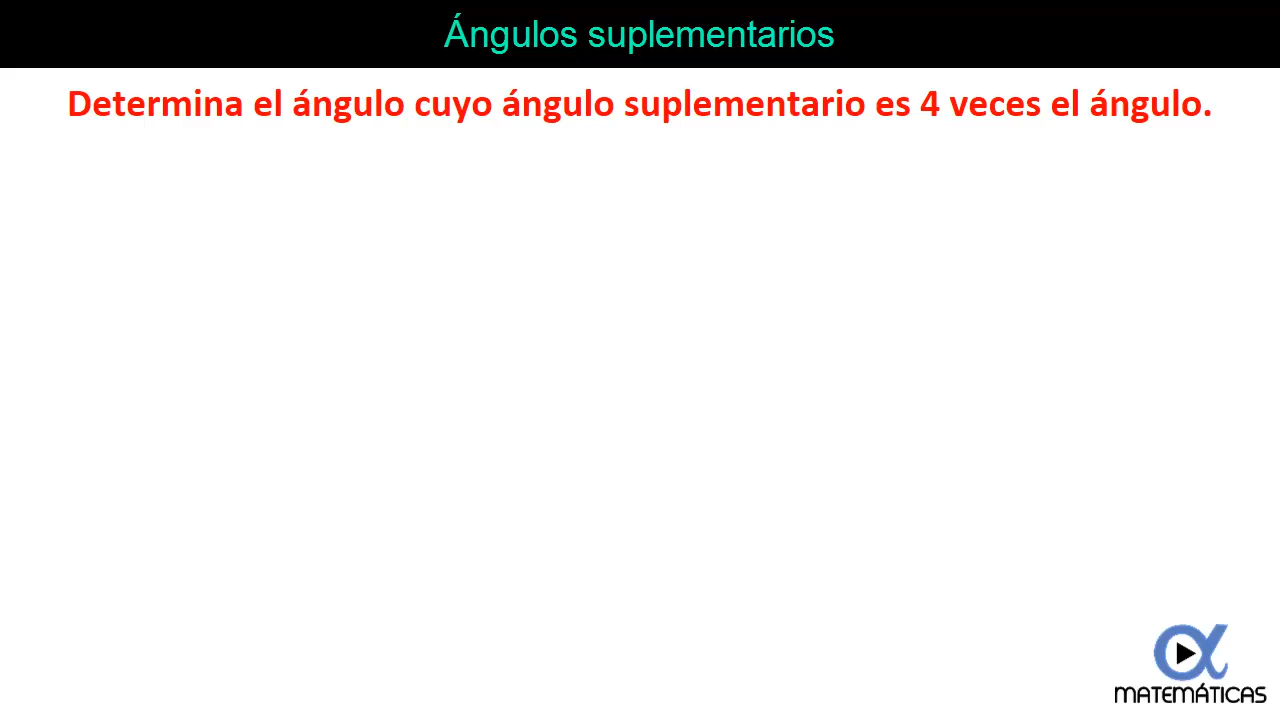 Ángulos suplementarios
Determina el ángulo cuyo ángulo suplementario es 4 veces el ángulo.
MATEMÁTICAS